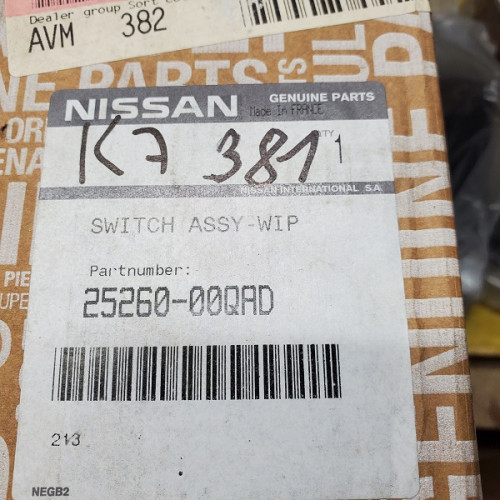 Dealer group Sort
AVM 382
NISSAN GENUINE PARTS
Made in FRANCE
K7 381 1
NISSAN INTERNATIONAL S.A.
SWITCH ASSY-WIP
Partnumber:
25260-00QAD
213
NEGB2